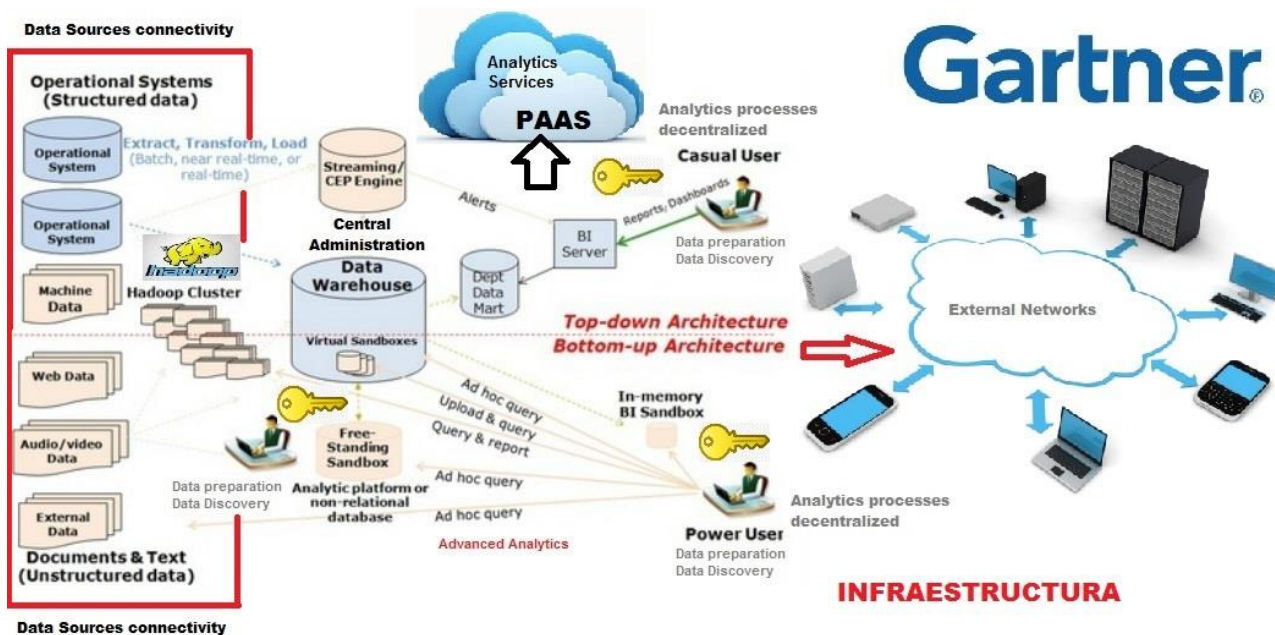 Data Sources connectivity
Operational Systems
(Structured data)
Operational
System
Extract, Transform, Load
(Batch, near real-time, or
real-time)
Operational
System
hadoop
Hadoop Cluster
Machine
Data
Web Data
Audio/video
Data
External
Data
Documents & Text
(Unstructured data)
Data Sources connectivity
Streaming/
CEP Engine
Central
Administration
Data
Warehouse
Virtual Sandboxes
Free-
Standing
Sandbox
Analytic platform or
non-relational
database
Data preparation
Data Discovery
Analytics
Services
PAAS
Alerts
BI
Server
Dept
Data
Mart
Reports, Dashboards
Analytics processes
decentralized
Casual User
Data preparation
Data Discovery
Top-down Architecture
Bottom-up Architecture
Ad hoc query
Upload & query
Query & report
Ad hoc query
Ad hoc query
Advanced Analytics
In-memory
BI Sandbox
Power User
Data preparation
Data Discovery
Analytics processes
decentralized
Gartner®
External Networks
INFRAESTRUCTURA